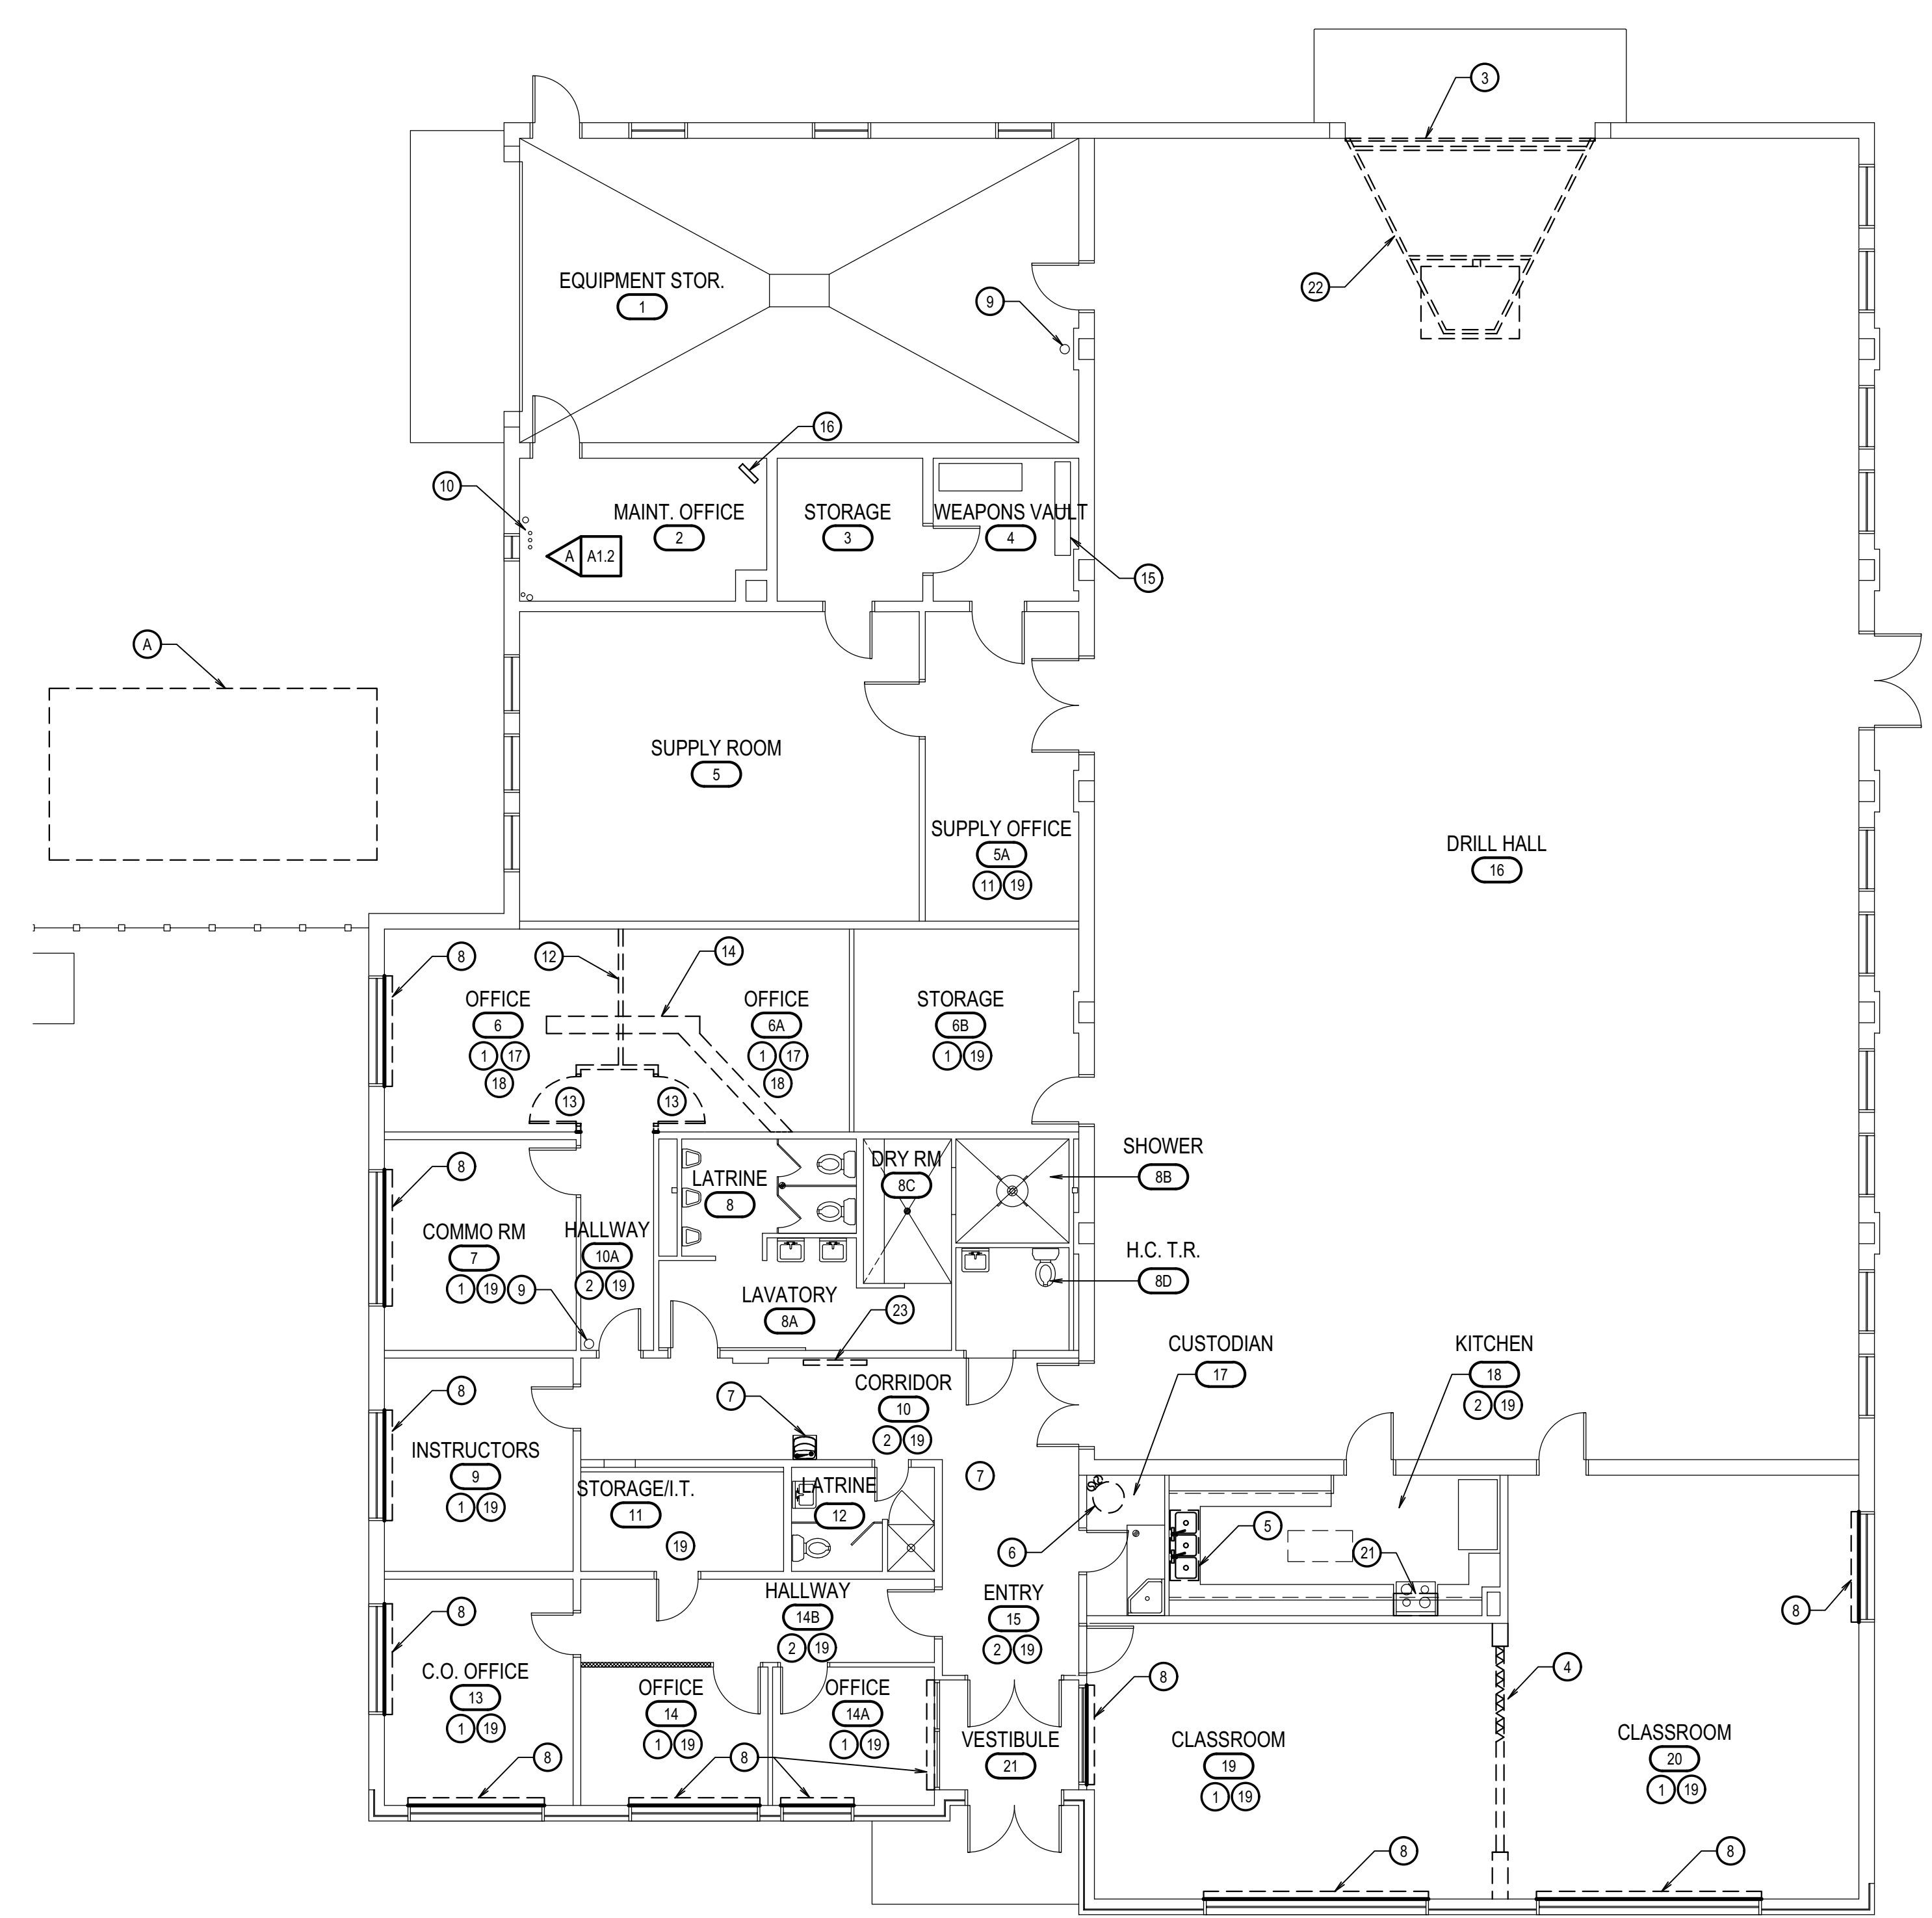 3
EQUIPMENT STOR.
1
9
22
16
10
MAINT. OFFICE
2
A A1.2
STORAGE
3
WEAPONS VAULT
4
15
A
SUPPLY ROOM
5
SUPPLY OFFICE
5A
11 19
DRILL HALL
16
8
12
14
OFFICE
6
1 17
18
OFFICE
6A
1 17
18
STORAGE
6B
1 19
13
13
8
COMMO RM
7
1 19 9
HALLWAY
10A
2 19
LATRINE
8
DRY RM
8C
SHOWER
8B
H.C. T.R.
8D
LAVATORY
8A
23
8
7
CORRIDOR
10
2 19
CUSTODIAN
17
KITCHEN
18
2 19
INSTRUCTORS
9
1 19
STORAGE/I.T.
11
19
LATRINE
12
7
6
5
21
8
HALLWAY
14B
2 19
ENTRY
15
2 19
8
C.O. OFFICE
13
1 19
OFFICE
14
1 19
OFFICE
14A
1 19
8
8
VESTIBULE
21
8
4
CLASSROOM
19
1 19
CLASSROOM
20
1 19
8
8